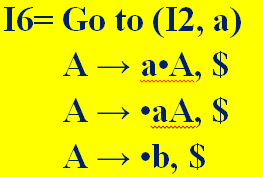 I6= Go to (I2, a)
A → a•A, $
A → •aA, $
A → •b, $